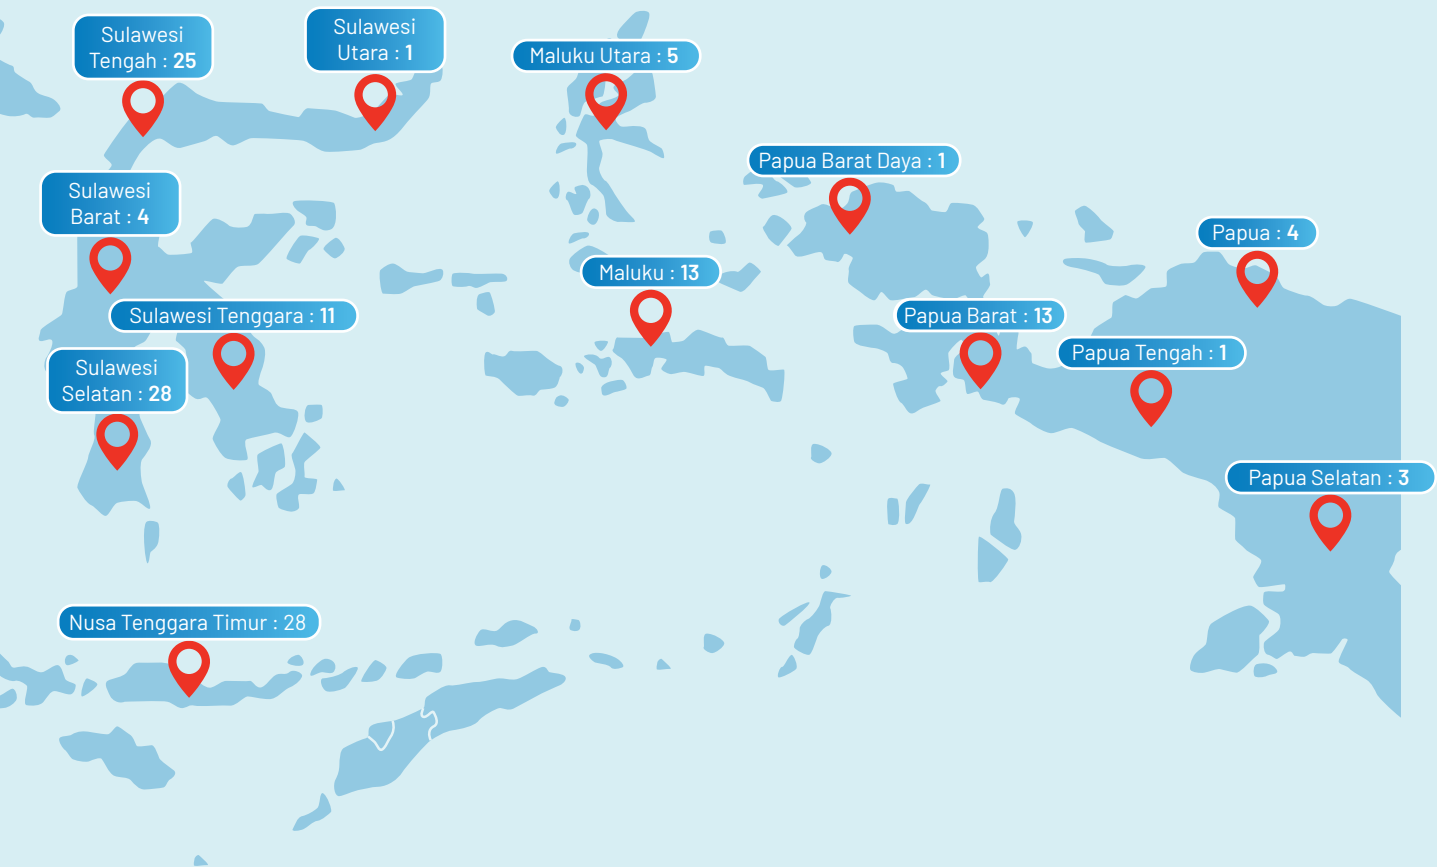 Sulawesi
Tengah : 25
Sulawesi
Utara : 1
Maluku Utara : 5
Papua Barat Daya : 1
Sulawesi
Barat : 4
Papua : 4
Maluku : 13
Sulawesi Tenggara : 11
Papua Barat : 13
Papua Tengah : 1
Sulawesi
Selatan : 28
Papua Selatan : 3
Nusa Tenggara Timur : 28